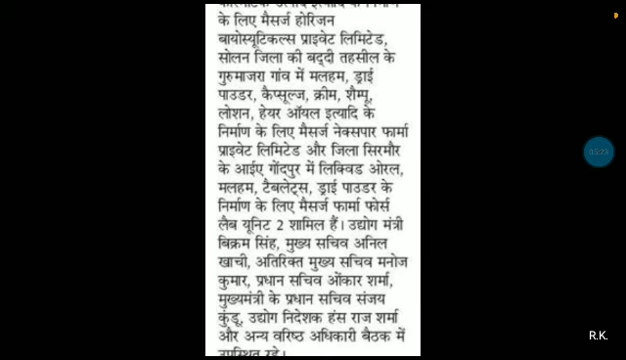 के लिए मैसर्ज होरिजन
बायोस्यूटिकल्स प्राइवेट लिमिटेड,
सोलन जिला की बद्दी तहसील के
गुरुमाजरा गांव में मलहम, ड्राई
पाउडर, कैप्सूल्ज, क्रीम, शैम्पू,
लोशन, हेयर ऑयल इत्यादि के
निर्माण के लिए मैसर्ज नेक्सपार फार्मा
प्राइवेट लिमिटेड और जिला सिरमौर
के आईए गोंदपुर में लिक्विड ओरल,
मलहम, टैबलेट्स, ड्राई पाउडर के
निर्माण के लिए मैसर्ज फार्मा फोर्स
लैब यूनिट 2 शामिल हैं। उद्योग मंत्री
बिक्रम सिंह, मुख्य सचिव अनिल
खाची, अतिरिक्त मुख्य सचिव मनोज
कुमार, प्रधान सचिव ओंकार शर्मा,
मुख्यमंत्री के प्रधान सचिव संजय
कुंडू, उद्योग निदेशक हंस राज शर्मा
और अन्य वरिष्ठ अधिकारी बैठक में
उपस्थित रहे।
R.K.